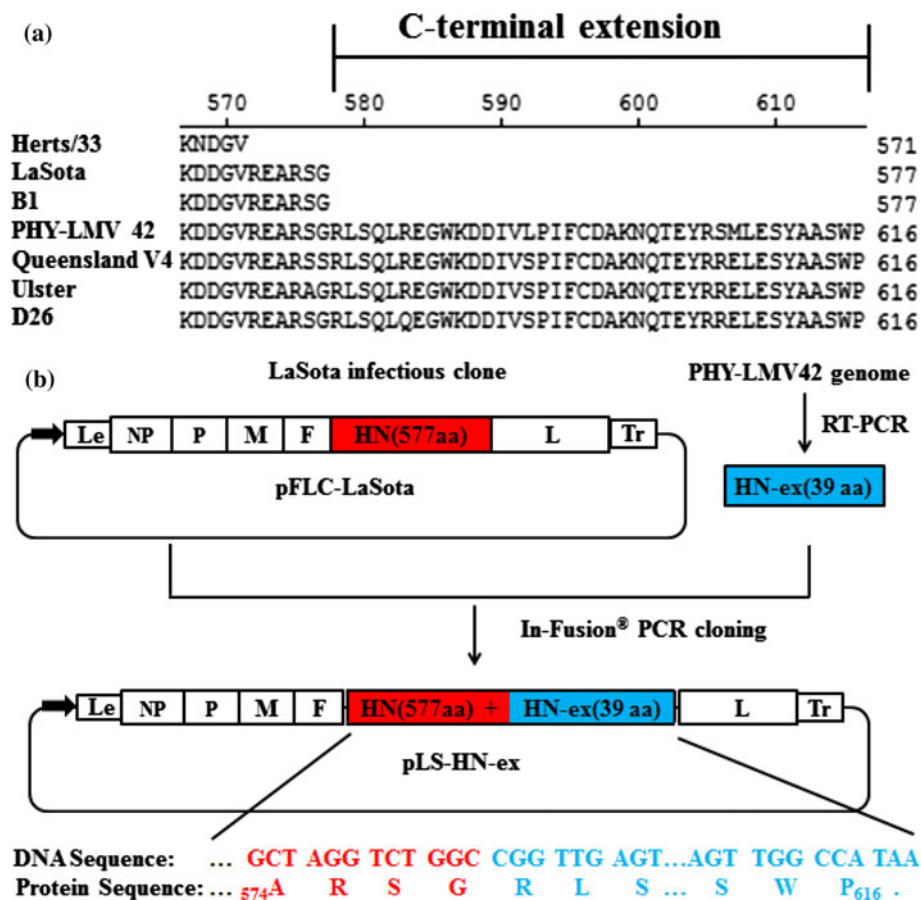 (a)
C-terminal extension
570 580 590 600 610
Herts/33 KNDGV 571
LaSota KDDGVREARSG 577
B1 KDDGVREARSG 577
PHY-LMV 42 KDDGVREARSGRLSQLREGWKDDIVLPIFCDAKNQTEYRSMLESYAASWP 616
Queensland V4 KDDGVREARSSRLSQLREGWKDDIVSPIFCDAKNQTEYRRELESYAASWP 616
Ulster KDDGVREARAGRLSQLREGWKDDIVSPIFCDAKNQTEYRRELESYAASWP 616
D26 KDDGVREARSGRLSQLQEGWKDDIVSPIFCDAKNQTEYRRELESYAASWP 616
(b)
LaSota infectious clone
PHY-LMV42 genome
RT-PCR
Le NP P M F HN(577aa) L Tr
HN-ex(39 aa)
pFLC-LaSota
In-Fusion® PCR cloning
Le NP P M F HN(577aa) + HN-ex(39 aa) L Tr
pLS-HN-ex
DNA Sequence: ... GCT AGG TCT GGC CGG TTG AGT...AGT TGG CCA TAA
Protein Sequence: ... 574A R S G R L S... S W P616 .